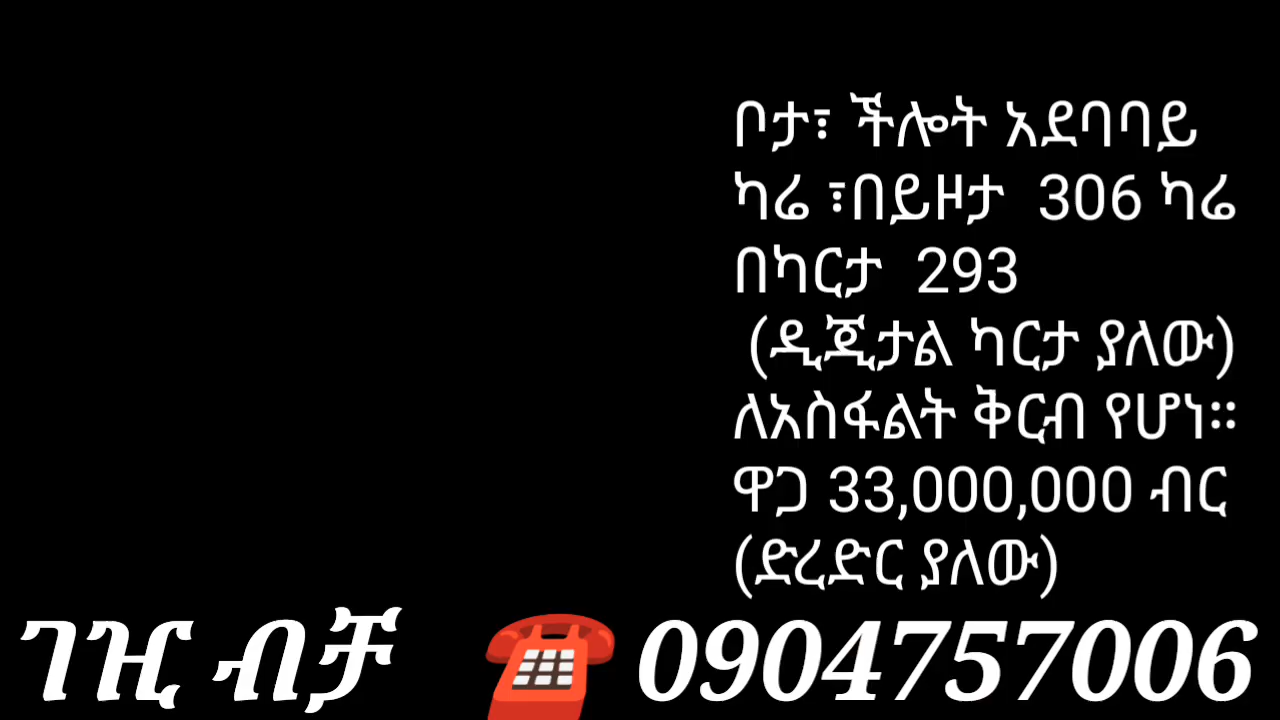 ቦታ፣ ችሎት አደባባይ
ካሬ ፣በይዞታ 306 ካሬ
በካርታ 293
(ዲጂታል ካርታ ያለው)
ለአስፋልት ቅርብ የሆነ።
ዋጋ 33,000,000 ብር
(ድረድር ያለው)
ገዢ ብቻ ☎️ 0904757006